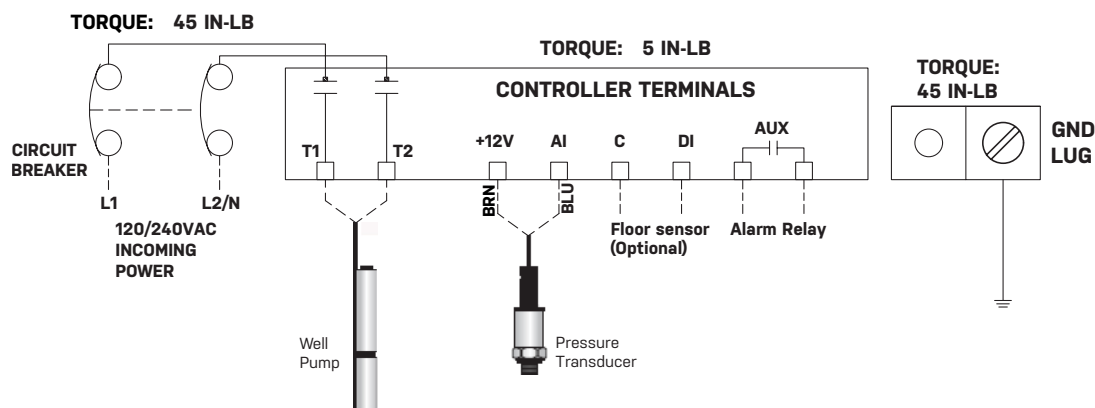 TORQUE: 45 IN-LB
TORQUE: 5 IN-LB
TORQUE:
45 IN-LB
CONTROLLER TERMINALS
GND
LUG
CIRCUIT
BREAKER
T1
T2
+12V
AI
C
DI
AUX
L1
L2/N
120/240VAC
INCOMING
POWER
BRN
BLU
Floor sensor
(Optional)
Alarm Relay
Well
Pump
Pressure
Transducer